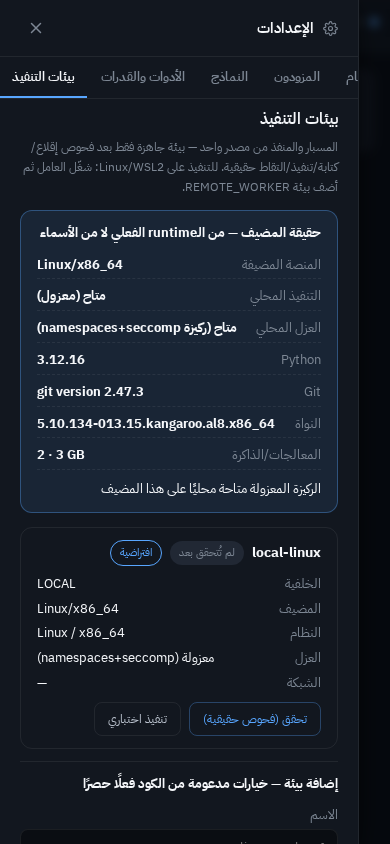 الإعدادات
ام المزودون النماذج الأدوات والقدرات بيئات التنفيذ
بيئات التنفيذ
المسبار والمنفذ من مصدر واحد — بيئة جاهزة فقط بعد فحوص إقلاع/
كتابة/تنفيذ/التقاط حقيقية. للتنفيذ على Linux/WSL2: شغّل العامل ثم
أضف بيئة REMOTE_WORKER.
حقيقة المضيف — من الـruntime الفعلي لا من الأسماء
المنصة المضيفة Linux/x86_64
التنفيذ المحلي متاح (معزول)
العزل المحلي متاح (ركيزة namespaces+seccomp)
Python 3.12.16
Git git version 2.47.3
النواة 5.10.134-013.15.kangaroo.al8.x86_64
المعالجات/الذاكرة 2 · 3 GB
الركيزة المعزولة متاحة محليًا على هذا المضيف
local-linux لم تُتحقق بعد افتراضية
الخلفية LOCAL
المضيف Linux/x86_64
النظام Linux / x86_64
العزل معزولة (namespaces+seccomp)
الشبكة —
تحقق (فحوص حقيقية) تنفيذ اختباري
إضافة بيئة — خيارات مدعومة من الكود فعلًا حصرًا
الاسم